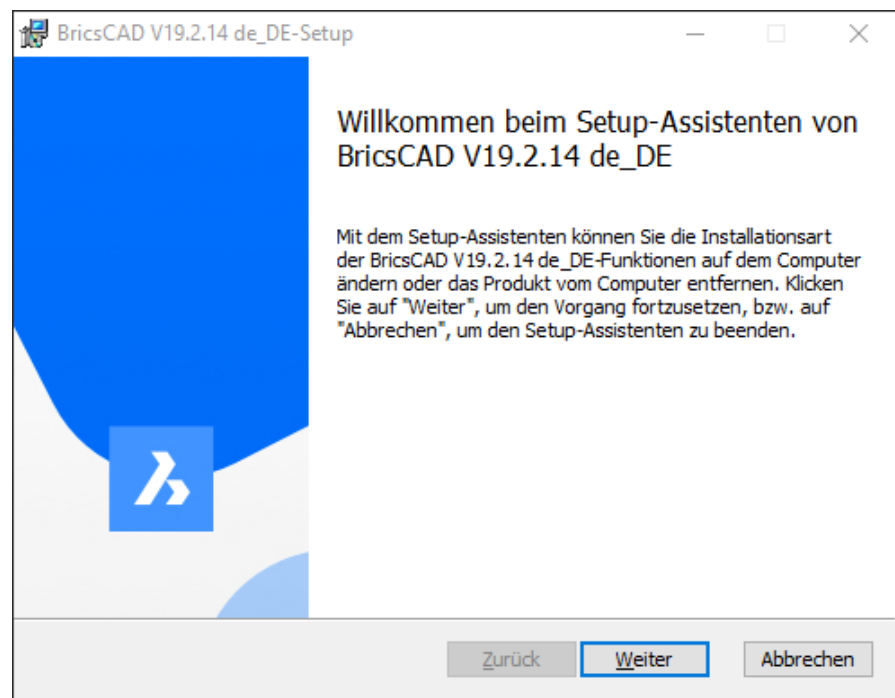 BricsCAD V19.2.14 de_DE-Setup
Willkommen beim Setup-Assistenten von
BricsCAD V19.2.14 de_DE
Mit dem Setup-Assistenten können Sie die Installationsart
der BricsCAD V19.2.14 de_DE-Funktionen auf dem Computer
ändern oder das Produkt vom Computer entfernen. Klicken
Sie auf "Weiter", um den Vorgang fortzusetzen, bzw. auf
"Abbrechen", um den Setup-Assistenten zu beenden.
Zurück Weiter Abbrechen